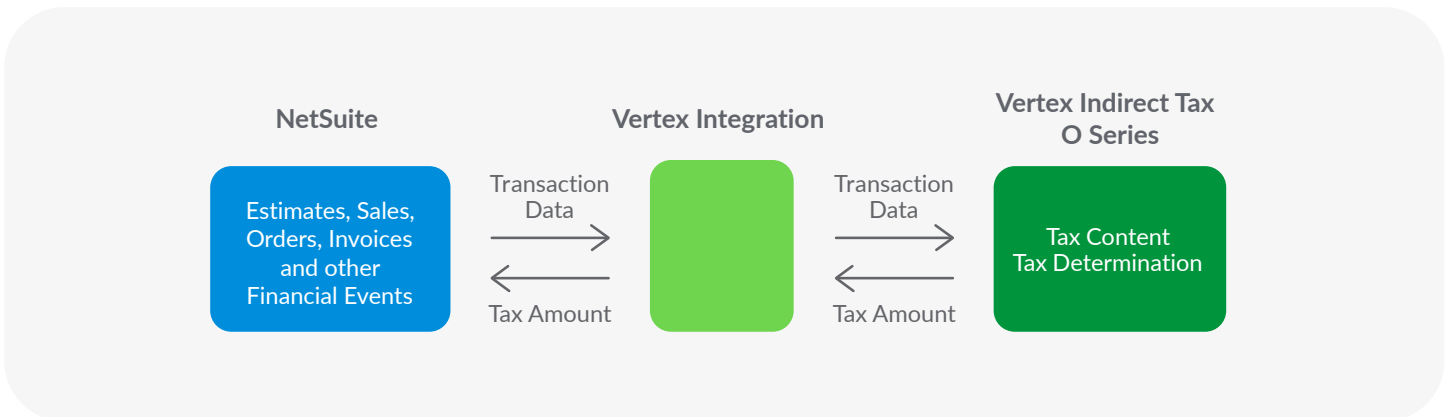 NetSuite
Vertex Integration
Vertex Indirect Tax
O Series
Estimates, Sales,
Orders, Invoices
and other
Financial Events
Transaction
Data
Tax Amount
Transaction
Data
Tax Amount
Tax Content
Tax Determination